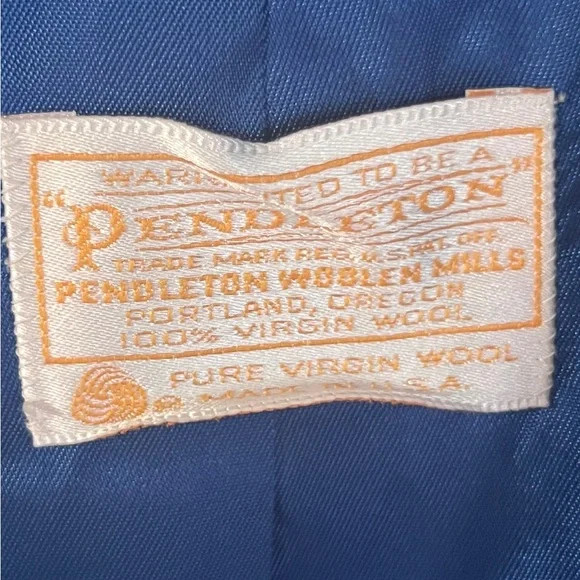 WARRANTED TO BE A
"PENDLETON"
TRADE MARK REG. U.S. PAT. OFF.
PENDLETON WOOLEN MILLS
PORTLAND, OREGON
100% VIRGIN WOOL
PURE VIRGIN WOOL
® MADE IN U.S.A.